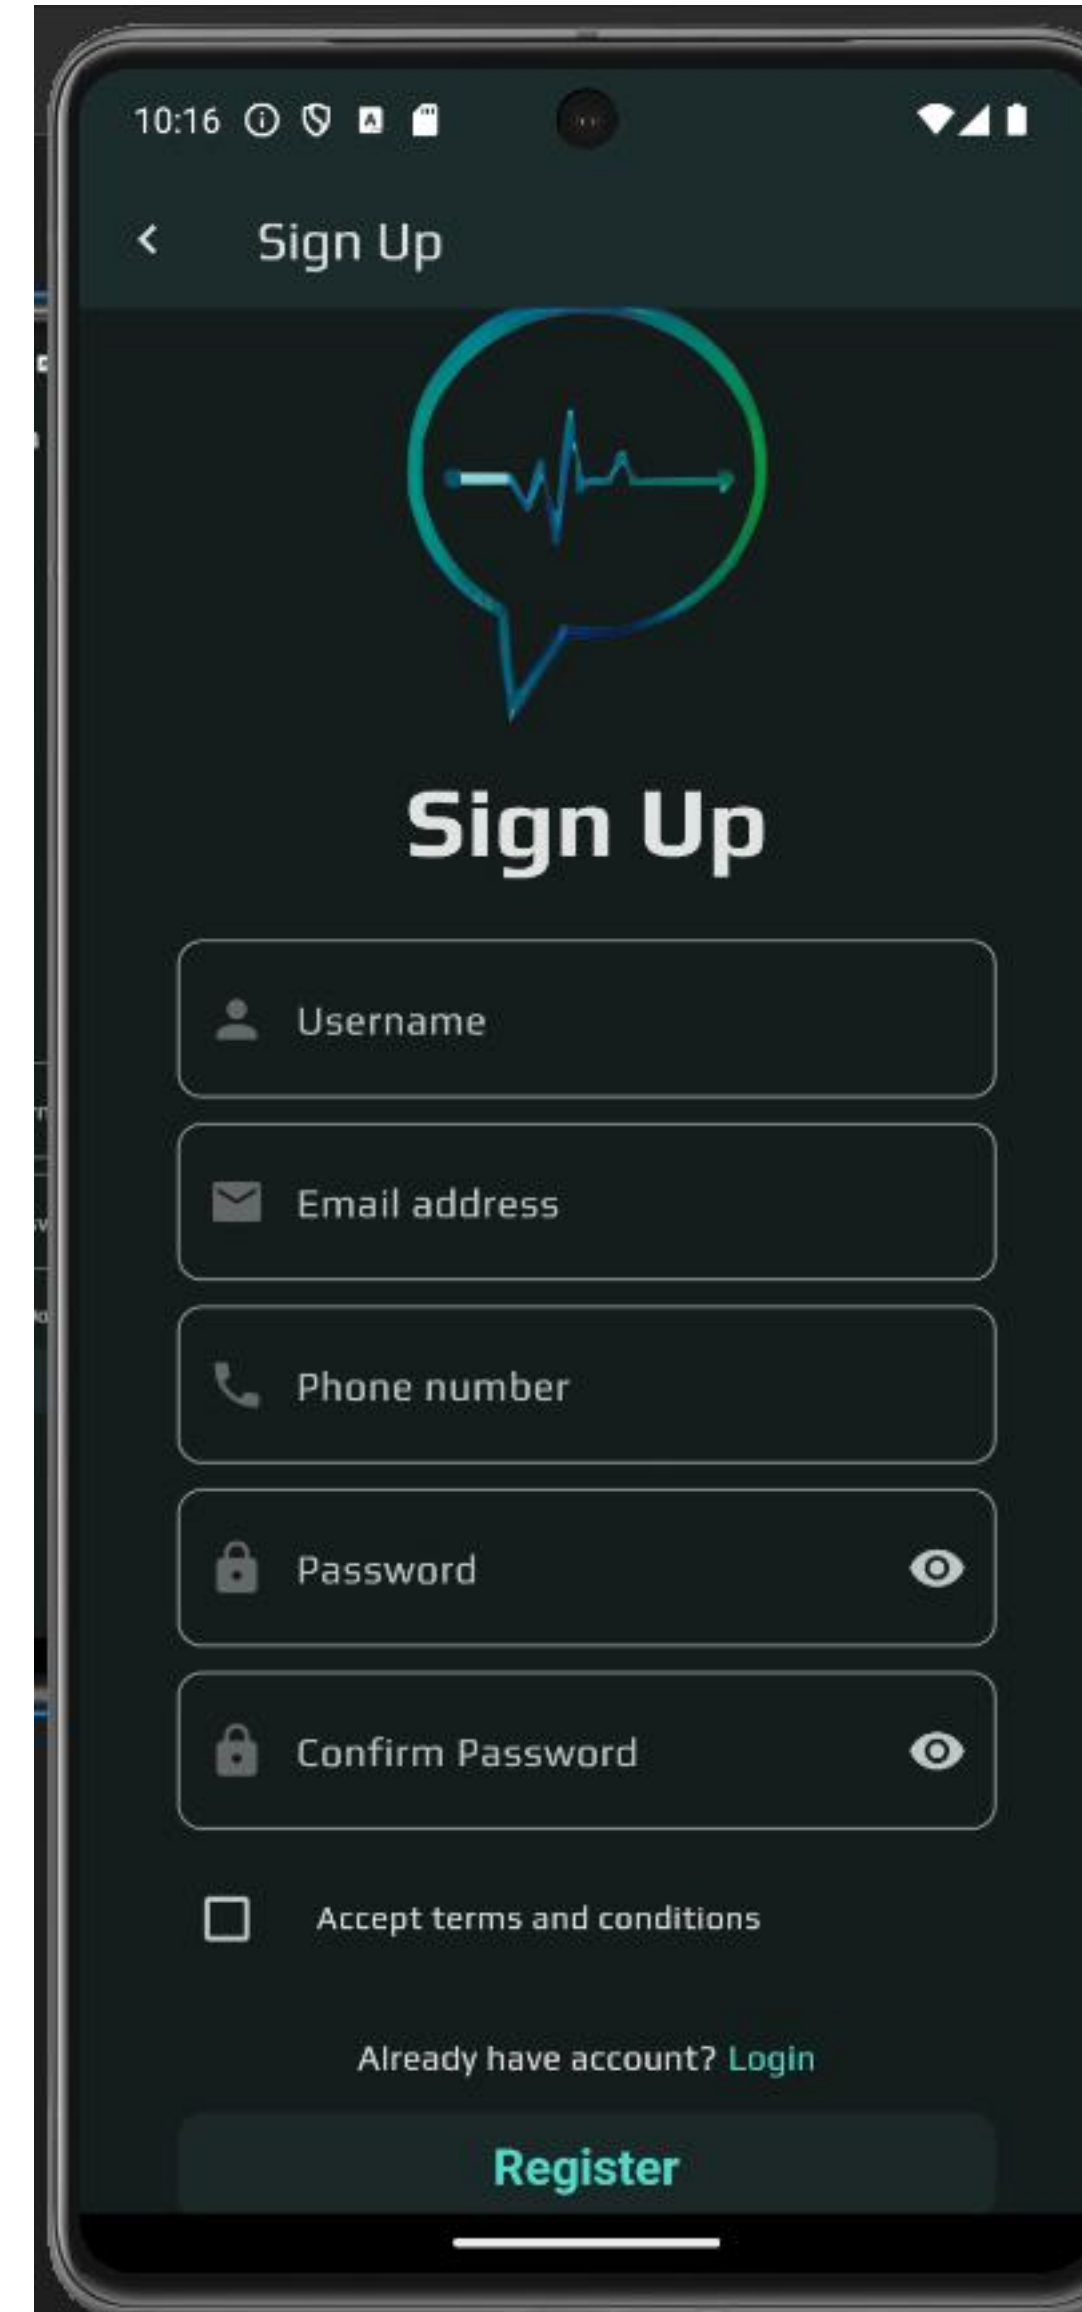 10:16
Sign Up
Sign Up
Username
Email address
Phone number
Password
Confirm Password
Accept terms and conditions
Already have account? Login
Register